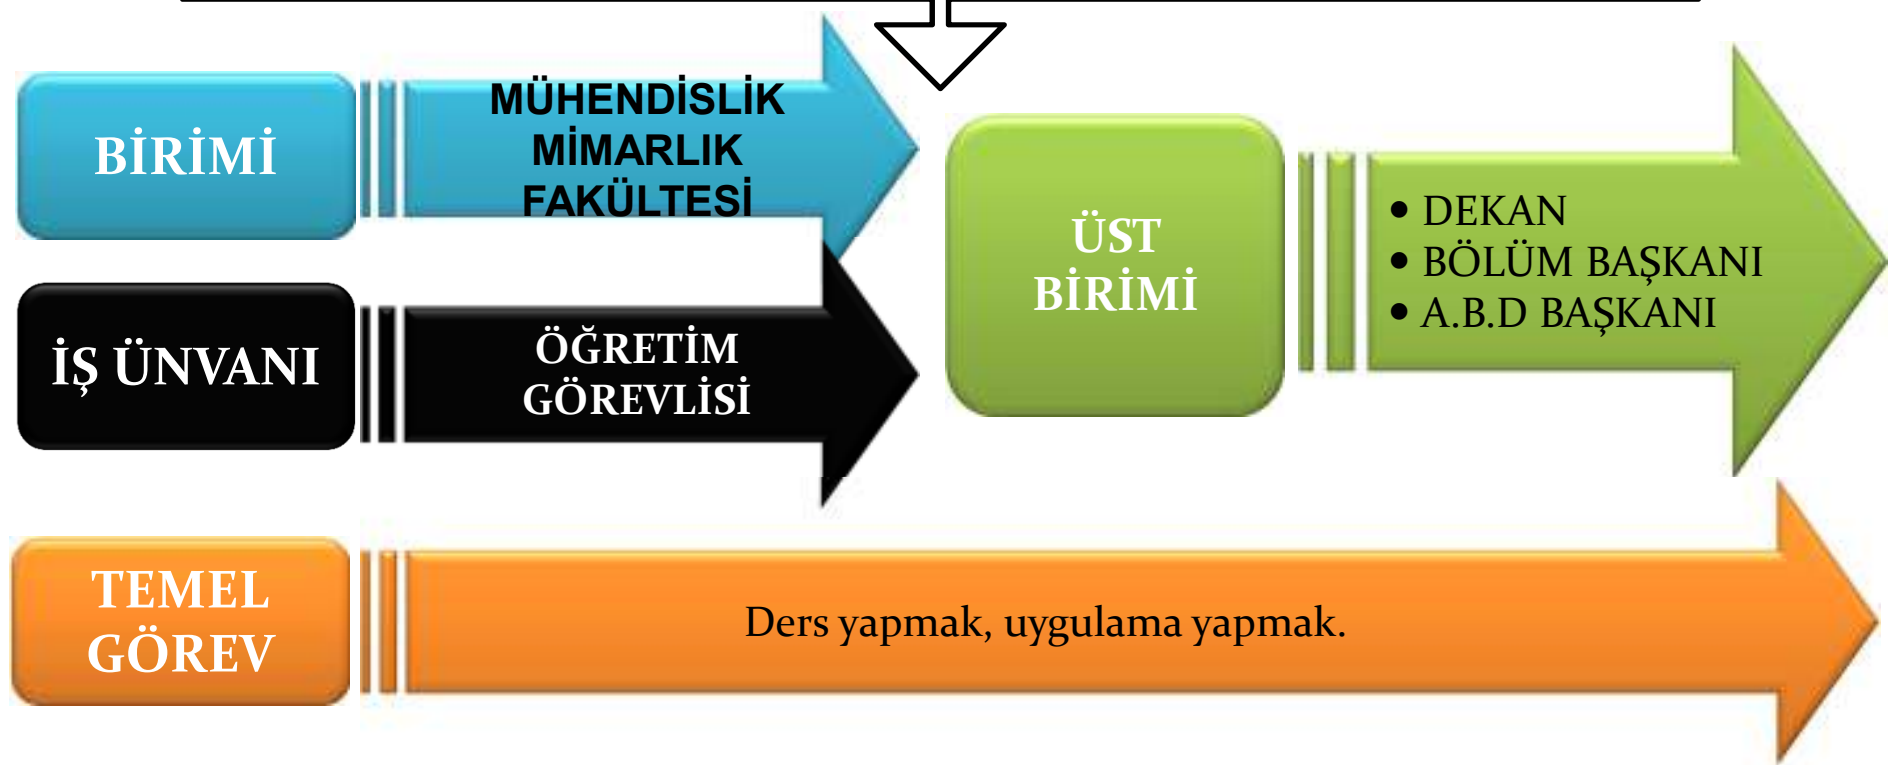 BİRİMİ
MÜHENDİSLİK
MİMARLIK
FAKÜLTESİ
İŞ ÜNVANI
ÖĞRETİM
GÖREVLİSİ
ÜST
BİRİMİ
• DEKAN
• BÖLÜM BAŞKANI
• A.B.D BAŞKANI
TEMEL
GÖREV
Ders yapmak, uygulama yapmak.